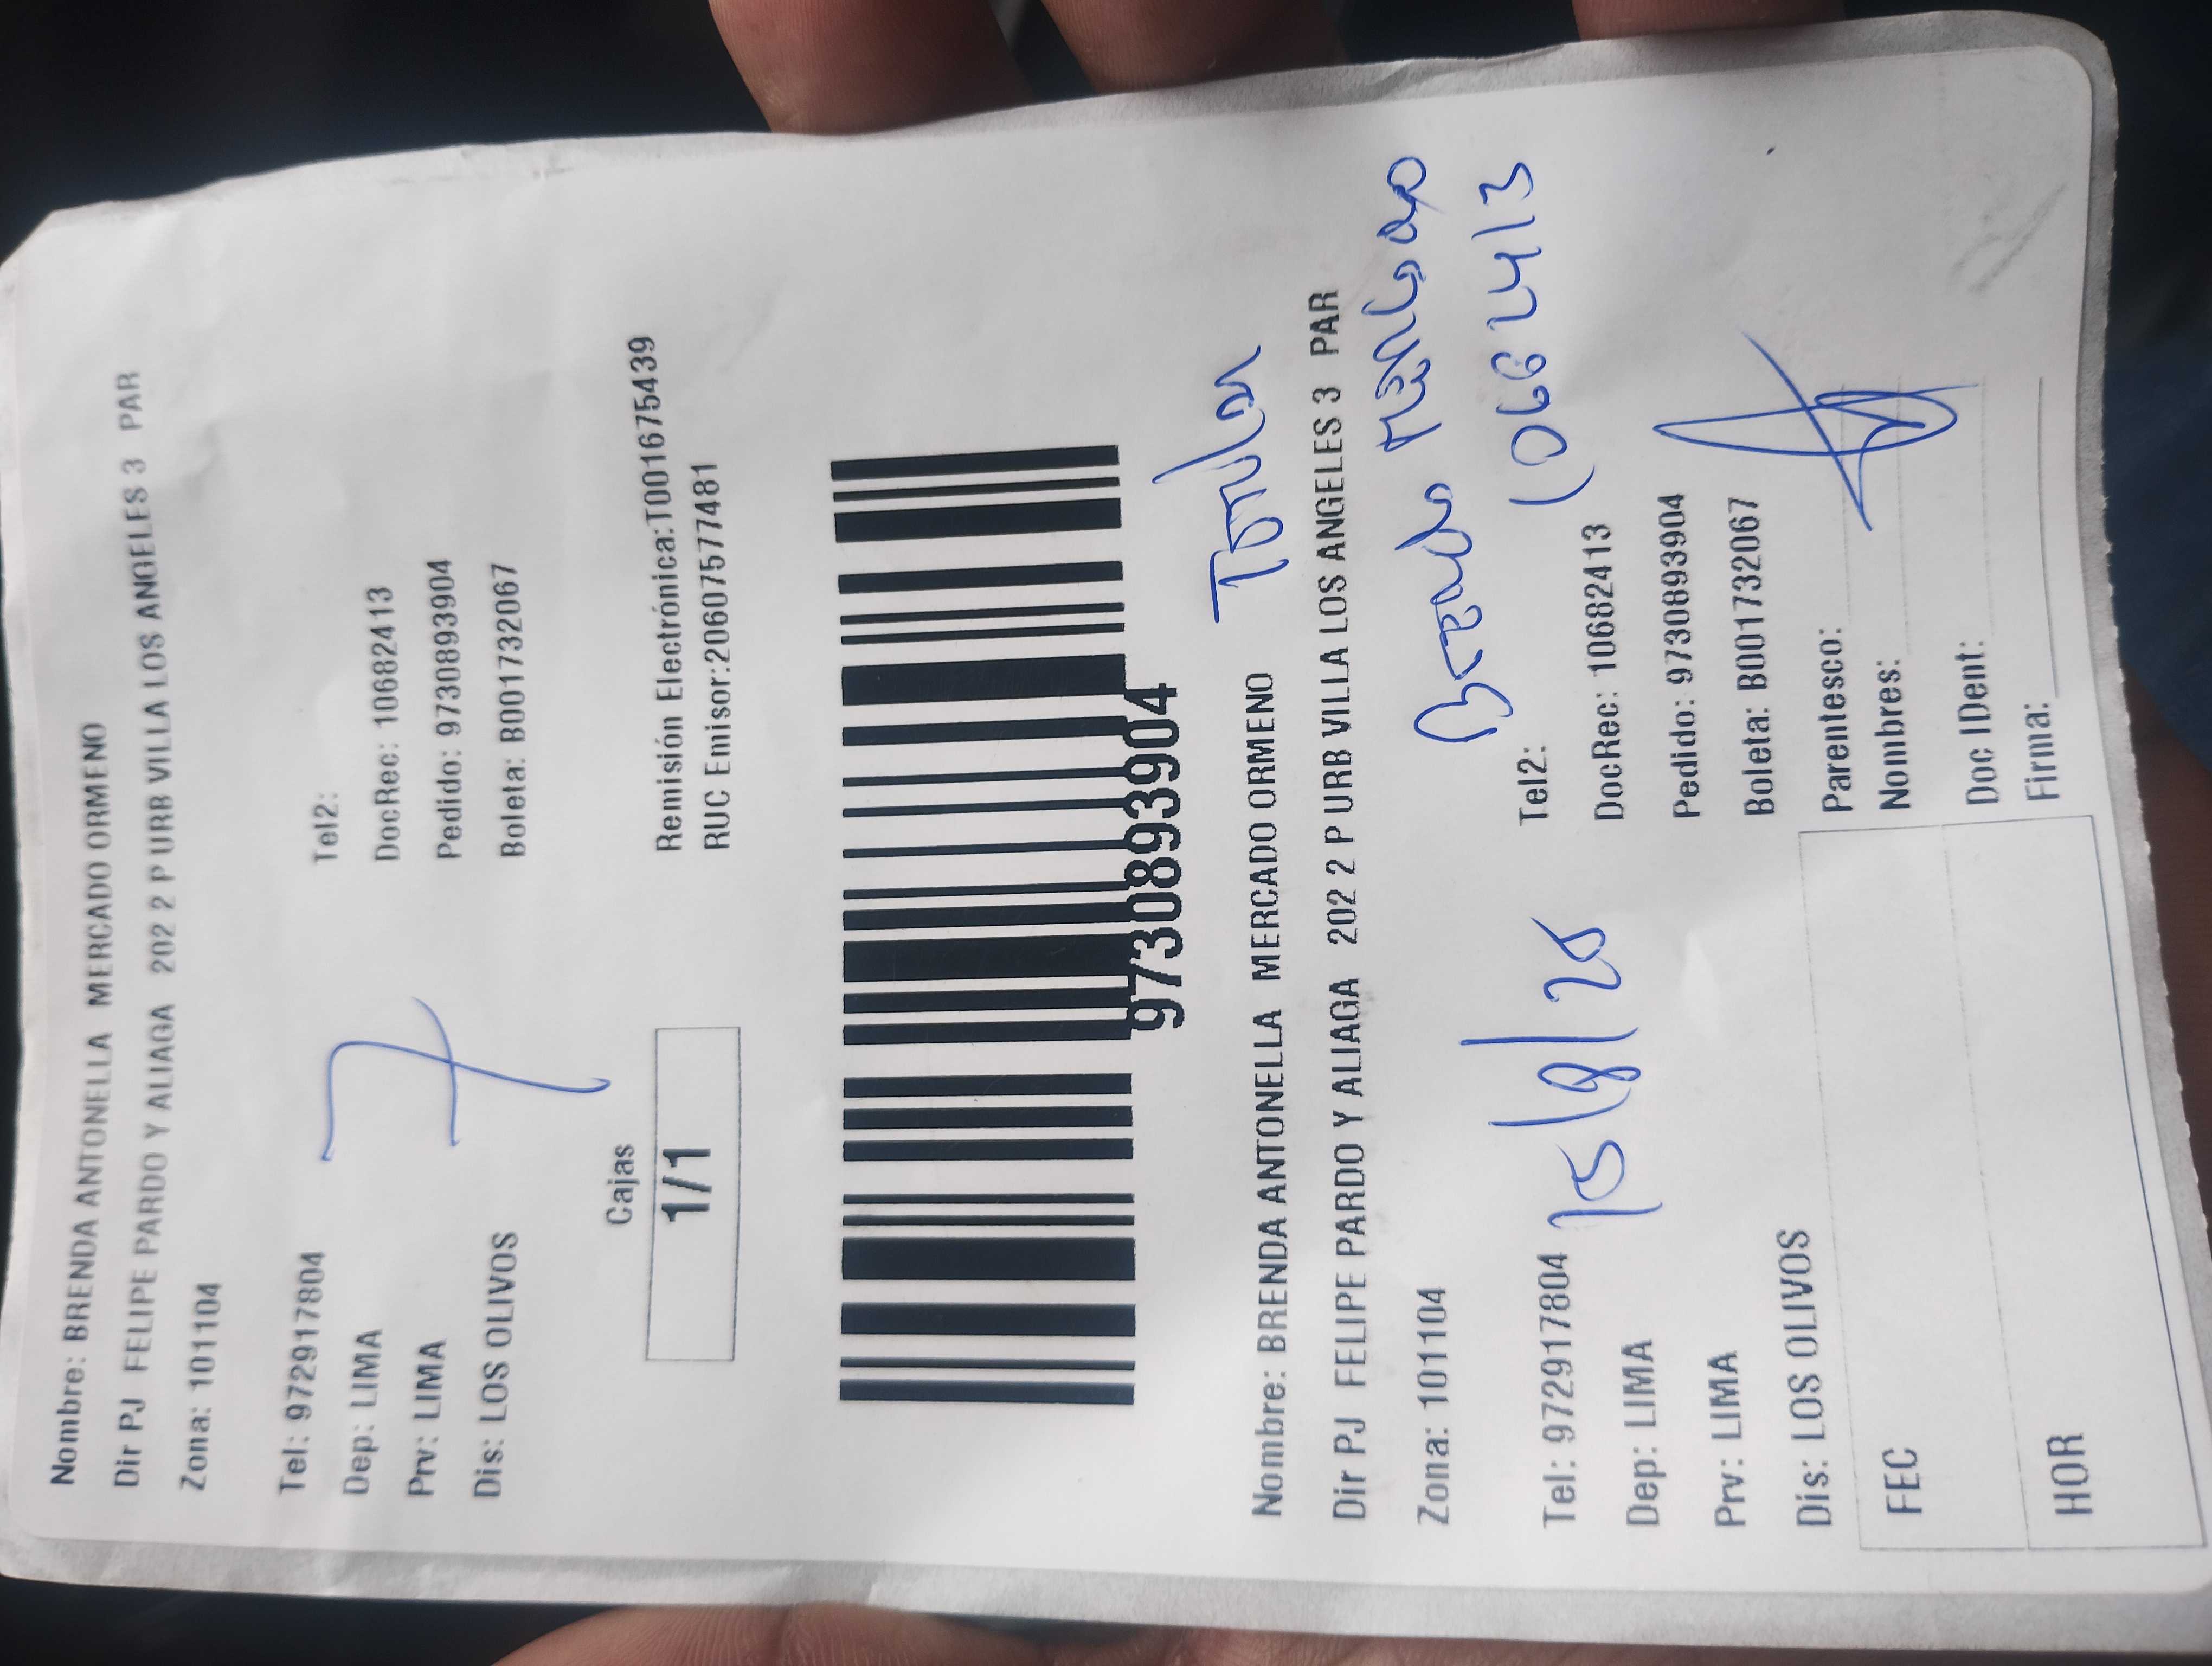 Nombre: BRENDA ANTONELLA MERCADO ORMENO
Dir PJ FELIPE PARDO Y ALIAGA 202 2 P URB VILLA LOS ANGELES 3 PAR
Zona: 101104
Tel: 972917804 Tel2:
Dep: LIMA DocRec: 10682413
Prv: LIMA Pedido: 97308939​04
Dis: LOS OLIVOS Boleta: B001732067
7
Cajas
1/1
Remisión Electrónica:T001675439
RUC Emisor:20607577481
9730893904
Titular
Nombre: BRENDA ANTONELLA MERCADO ORMENO
Dir PJ FELIPE PARDO Y ALIAGA 202 2 P URB VILLA LOS ANGELES 3 PAR
Zona: 101104
Brenda Mercado
10682413
Tel: 972917804 Tel2:
15/8/25
Dep: LIMA DocRec: 10682413
Prv: LIMA Pedido: 9730893904
Dis: LOS OLIVOS Boleta: B001732067
FEC Parentesco:
Nombres:
HOR Doc IDent:
Firma: